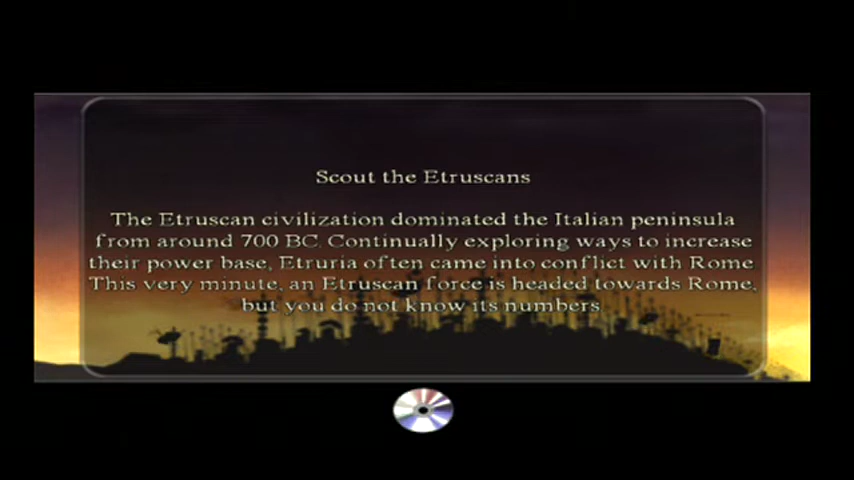 Scout the Etruscans
The Etruscan civilization dominated the Italian peninsula
from around 700 BC. Continually exploring ways to increase
their power base, Etruria often came into conflict with Rome
This very minute, an Etruscan force is headed towards Rome,
but you do not know its numbers